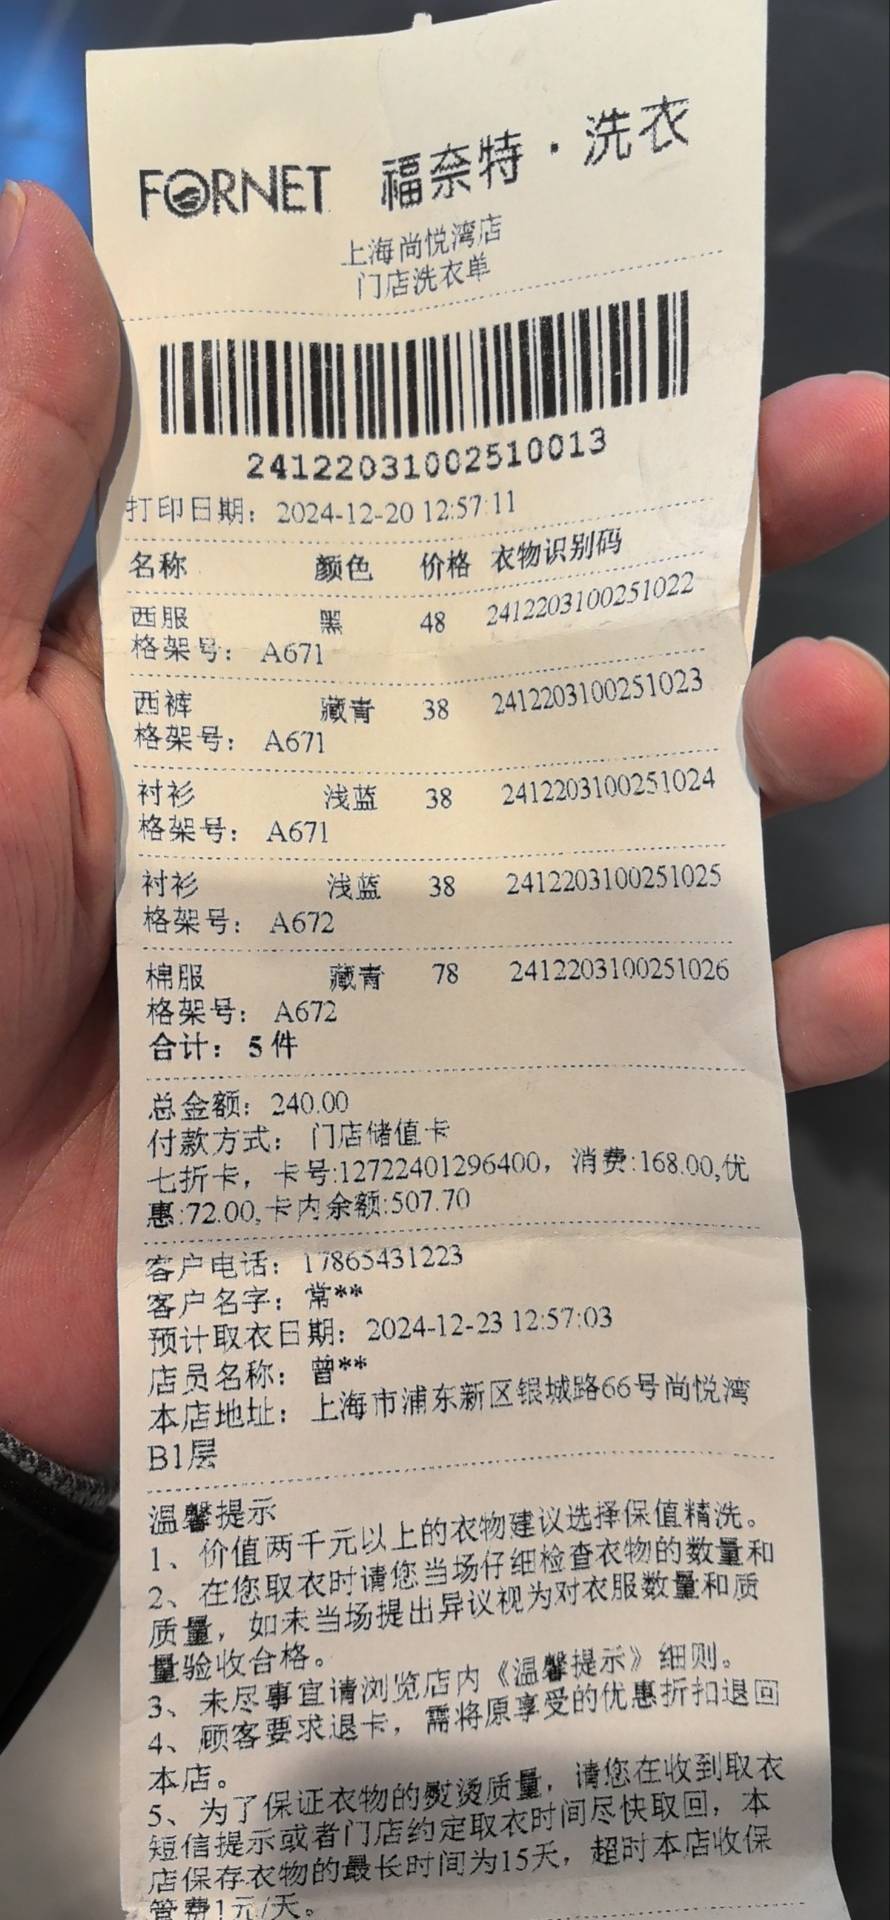 FORNET 福奈特·洗衣
上海尚悦湾店
门店洗衣单
24122031002510013
打印日期：2024-12-20 12:57:11
名称 颜色 价格 衣物识别码
西服 黑 48 2412203100251022
格架号： A671
西裤 藏青 38 2412203100251023
格架号： A671
衬衫 浅蓝 38 2412203100251024
格架号： A671
衬衫 浅蓝 38 2412203100251025
格架号： A672
棉服 藏青 78 2412203100251026
格架号： A672
合计： 5 件
总金额：240.00
付款方式： 门店储值卡
七折卡，卡号:12722401296400，消费:168.00,优
惠:72.00,卡内余额:507.70
客户电话：17865431223
客户名字：常**
预计取衣日期：2024-12-23 12:57:03
店员名称：曾**
本店地址：上海市浦东新区银城路66号尚悦湾
B1层
温馨提示
1、价值两千元以上的衣物建议选择保值精洗。
2、在您取衣时请您当场仔细检查衣物的数量和
质量，如未当场提出异议视为对衣服数量和质
量验收合格。
3、未尽事宜请浏览店内《温馨提示》细则。
4、顾客要求退卡，需将原享受的优惠折扣退回
本店。
5、为了保证衣物的熨烫质量，请您在收到取衣
短信提示或者门店约定取衣时间尽快取回，本
店保存衣物的最长时间为15天，超时本店收保
管费1元/天。